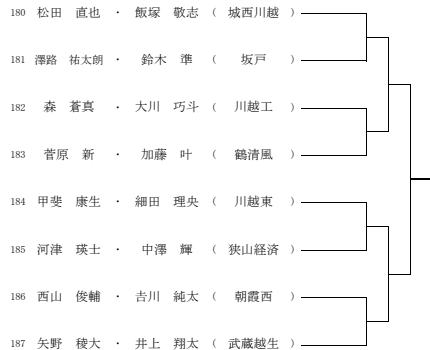 180 松田 直也 ・ 飯塚 敬志 ( 城西川越 )
181 澤路 祐太朗 ・ 鈴木 準 ( 坂戸 )
182 森 蒼真 ・ 大川 巧斗 ( 川越工 )
183 菅原 新 ・ 加藤 叶 ( 鶴清風 )
184 甲斐 康生 ・ 細田 理央 ( 川越東 )
185 河津 瑛士 ・ 中澤 輝 ( 狭山経済 )
186 西山 俊輔 ・ 吉川 純太 ( 朝霞西 )
187 矢野 稜大 ・ 井上 翔太 ( 武蔵越生 )